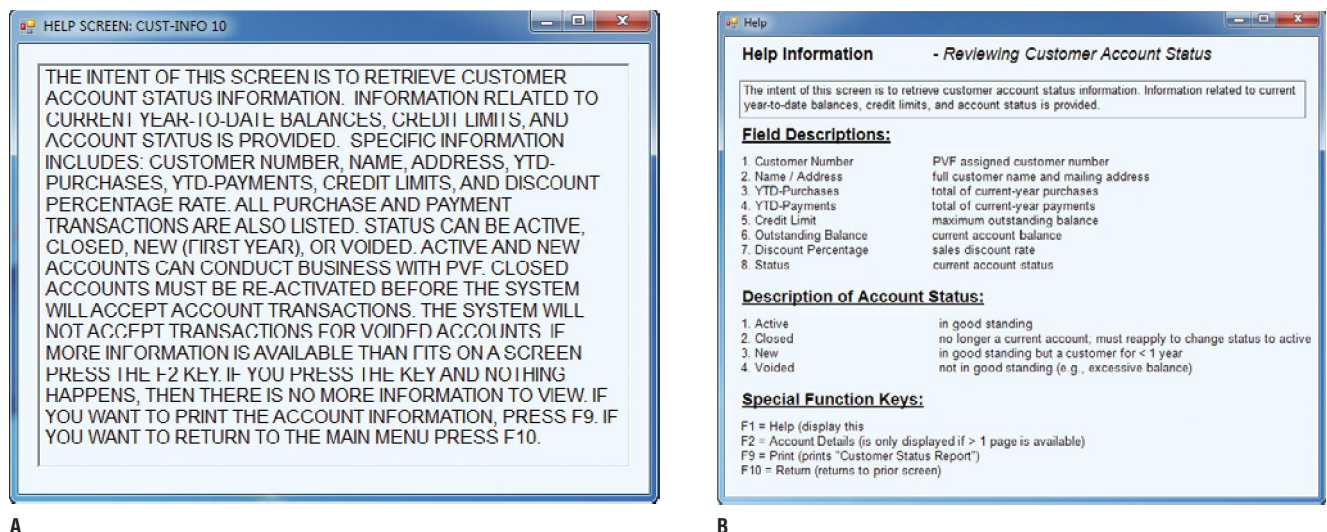 HELP SCREEN: CUST-INFO 10
THE INTENT OF THIS SCREEN IS TO RETRIEVE CUSTOMER
ACCOUNT STATUS INFORMATION. INFORMATION RELATED TO
CURRENT YEAR-TO-DATE BALANCES, CREDIT LIMITS, AND
ACCOUNT STATUS IS PROVIDED. SPECIFIC INFORMATION
INCLUDES: CUSTOMER NUMBER, NAME, ADDRESS, YTD-
PURCHASES, YTD-PAYMENTS, CREDIT LIMITS, AND DISCOUNT
PERCENTAGE RATE. ALL PURCHASE AND PAYMENT
TRANSACTIONS ARE ALSO LISTED. STATUS CAN BE ACTIVE,
CLOSED, NEW (FIRST YEAR), OR VOIDED. ACTIVE AND NEW
ACCOUNTS CAN CONDUCT BUSINESS WITH PVF. CLOSED
ACCOUNTS MUST BE RE-ACTIVATED BEFORE THE SYSTEM
WILL ACCEPT ACCOUNT TRANSACTIONS. THE SYSTEM WILL
NOT ACCEPT TRANSACTIONS FOR VOIDED ACCOUNTS. IF
MORE INFORMATION IS AVAILABLE THAN FITS ON A SCREEN
PRESS THE F2 KEY. IF YOU PRESS THE KEY AND NOTHING
HAPPENS, THEN THERE IS NO MORE INFORMATION TO VIEW. IF
YOU WANT TO PRINT THE ACCOUNT INFORMATION, PRESS F9. IF
YOU WANT TO RETURN TO THE MAIN MENU PRESS F10.
A
Help
Help Information - Reviewing Customer Account Status
The intent of this screen is to retrieve customer account status information. Information related to current
year-to-date balances, credit limits, and account status is provided.
Field Descriptions:
1. Customer Number PVF assigned customer number
2. Name / Address full customer name and mailing address
3. YTD-Purchases total of current-year purchases
4. YTD-Payments total of current-year payments
5. Credit Limit maximum outstanding balance
6. Outstanding Balance current account balance
7. Discount Percentage sales discount rate
8. Status current account status
Description of Account Status:
1. Active in good standing
2. Closed no longer a current account; must reapply to change status to active
3. New in good standing but a customer for < 1 year
4. Voided not in good standing (e.g., excessive balance)
Special Function Keys:
F1 = Help (display this
F2 = Account Details (is only displayed if > 1 page is available)
F9 = Print (prints "Customer Status Report")
F10 = Return (returns to prior screen)
B